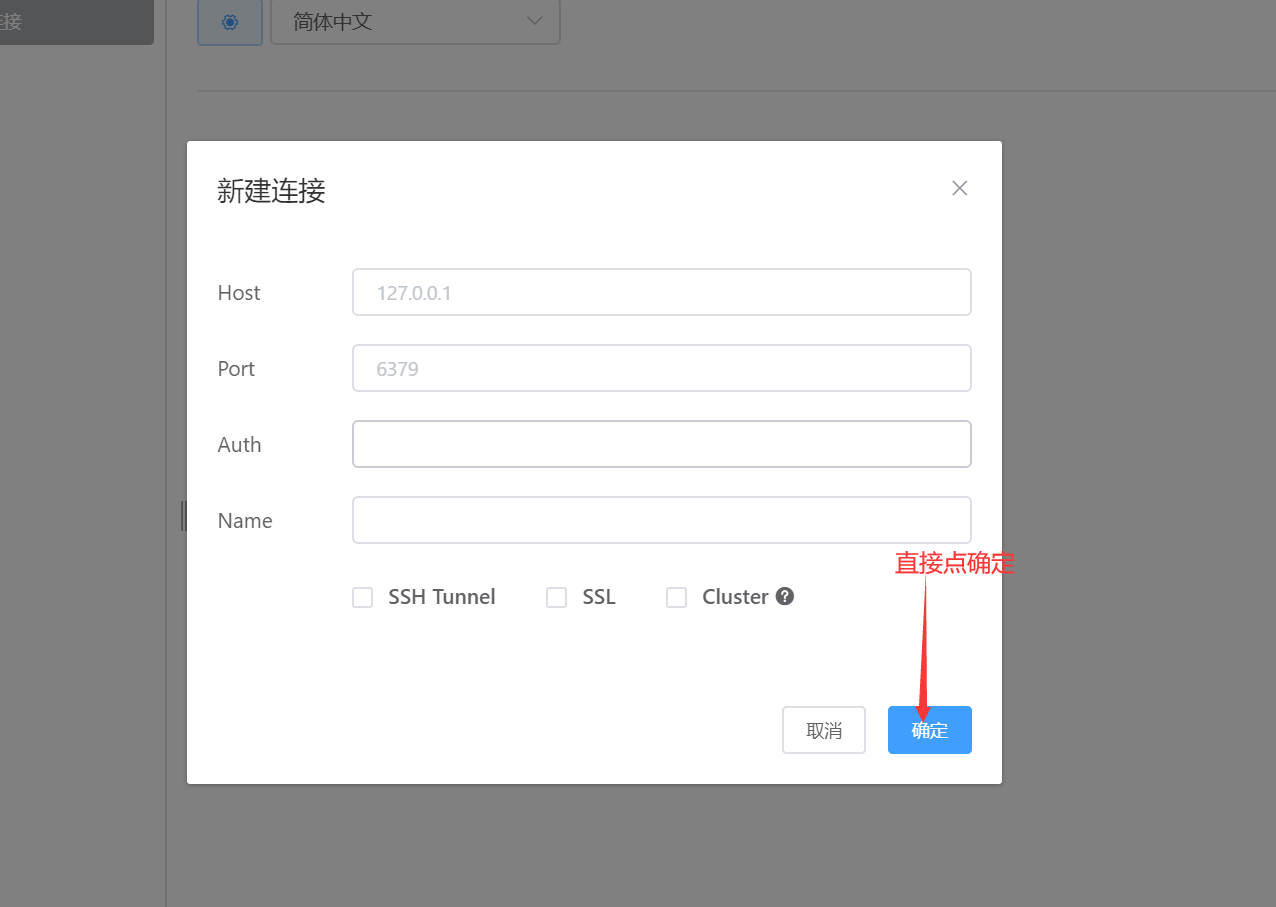 接
简体中文
新建连接
Host
127.0.0.1
Port
6379
Auth
Name
直接点确定
SSH Tunnel
SSL
Cluster ?
取消
确定